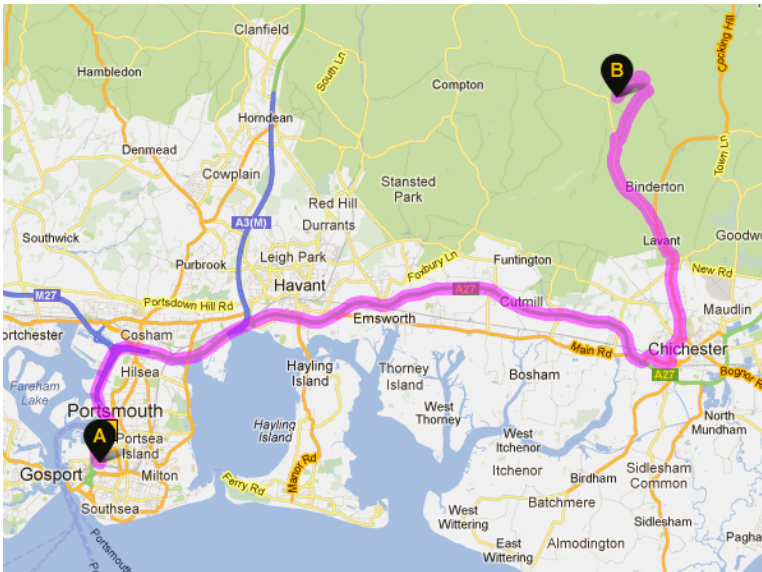 Clanfield
Hambledon
South Ln
Cocking Hill
B
Compton
Horndean
Denmead
Town Ln
Cowplain
Stansted
Park
Binderton
Red Hill
Durrants
A3(M)
Southwick
Lavant
Goodwo
Purbrook
Leigh Park
Foxbury Ln
Funtington
New Rd
Havant
M27
Portsdown Hill Rd
A27
Cutmill
Maudlin
Emsworth
ortchester
Cosham
Main Rd
Chichester
Hilsea
Hayling
Island
Thorney
Island
Bosham
A27
Bognor Rd
Fareham
Lake
Portsmouth
West
Thorney
North
Mundham
A
Portsea
Island
Hayling
Island
West
Itchenor
Itchenor
Gosport
Milton
Manor Rd
Ferry Rd
Birdham
Sidlesham
Common
Southsea
Batchmere
West
Wittering
Sidlesham
East
Wittering
Almodington
Pagha
Portsmou
Po